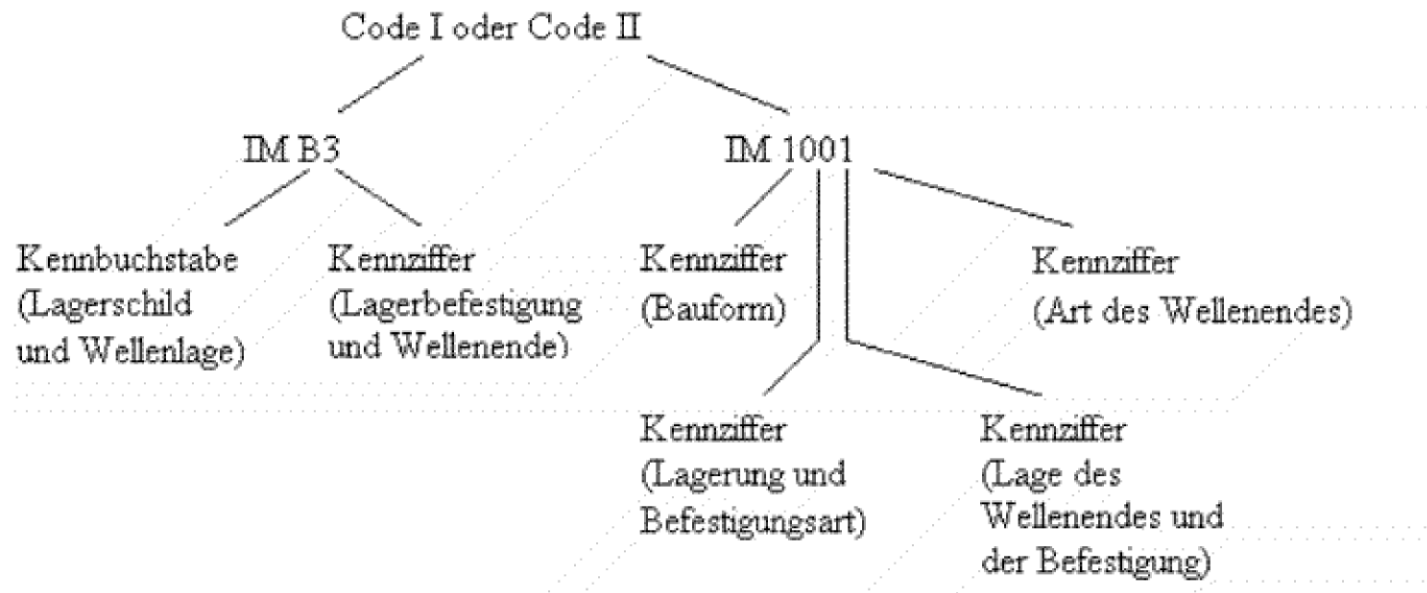 Code I oder Code II
IM B3
IM 1001
Kennbuchstabe
(Lagerschild
und Wellenlage)
Kennziffer
(Lagerbefestigung
und Wellenende)
Kennziffer
(Bauform)
Kennziffer
(Art des Wellenendes)
Kennziffer
(Lagerung und
Befestigungsart)
Kennziffer
(Lage des
Wellenendes und
der Befestigung)